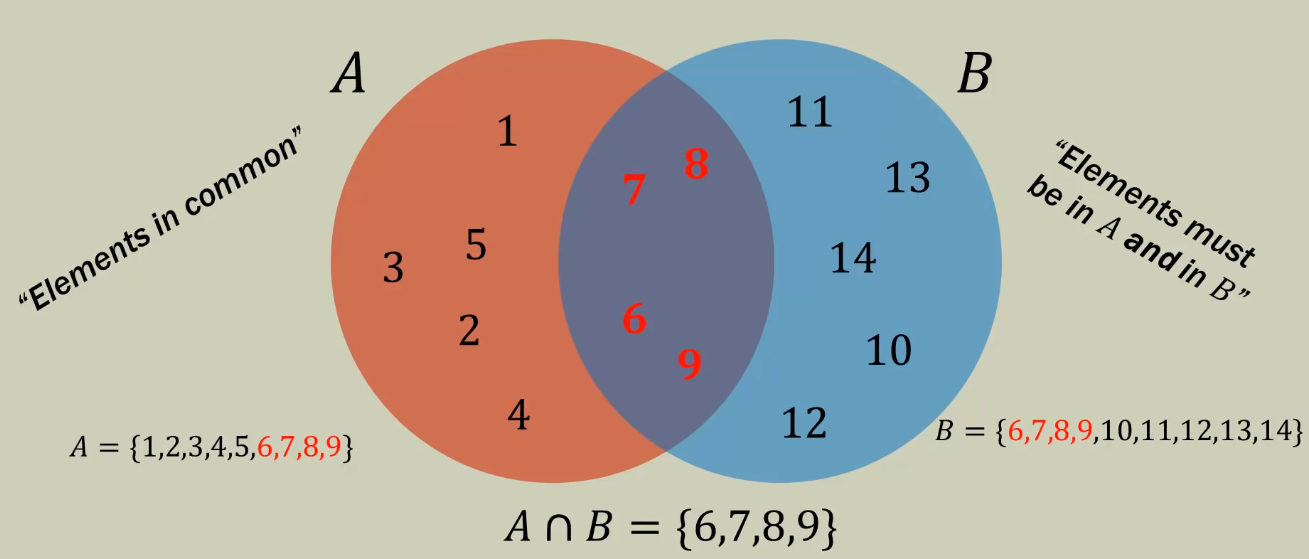 A
B
“Elements in common”
“Elements must
be in A and in B”
1
11
8
7
13
5
3
14
6
2
9
10
4
12
A = {1,2,3,4,5,6,7,8,9}
B = {6,7,8,9,10,11,12,13,14}
A ∩ B = {6,7,8,9}